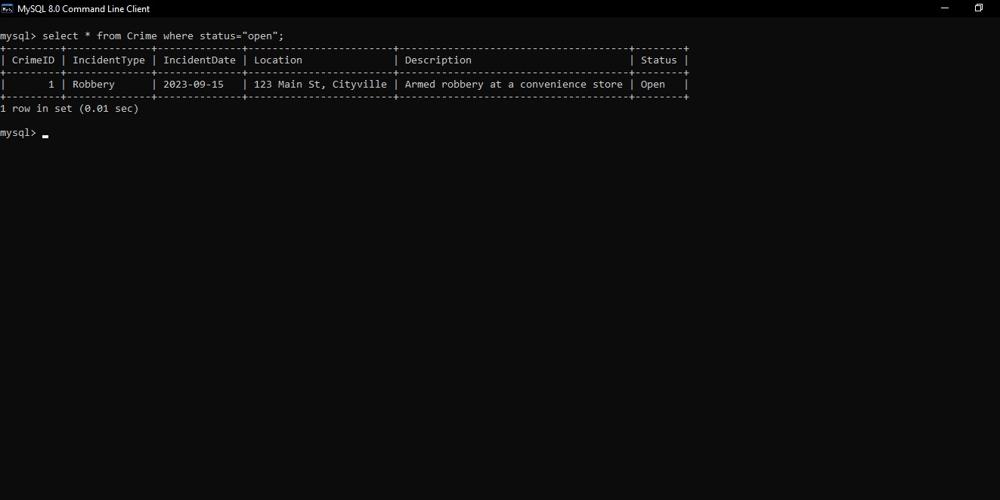 MySQL 8.0 Command Line Client
mysql> select * from Crime where status="open";
+---------+--------------+--------------+------------------------+--------------------------------------+--------+
| CrimeID | IncidentType | IncidentDate | Location               | Description                          | Status |
+---------+--------------+--------------+------------------------+--------------------------------------+--------+
|       1 | Robbery      | 2023-09-15   | 123 Main St, Cityville | Armed robbery at a convenience store | Open   |
+---------+--------------+--------------+------------------------+--------------------------------------+--------+
1 row in set (0.01 sec)
mysql>